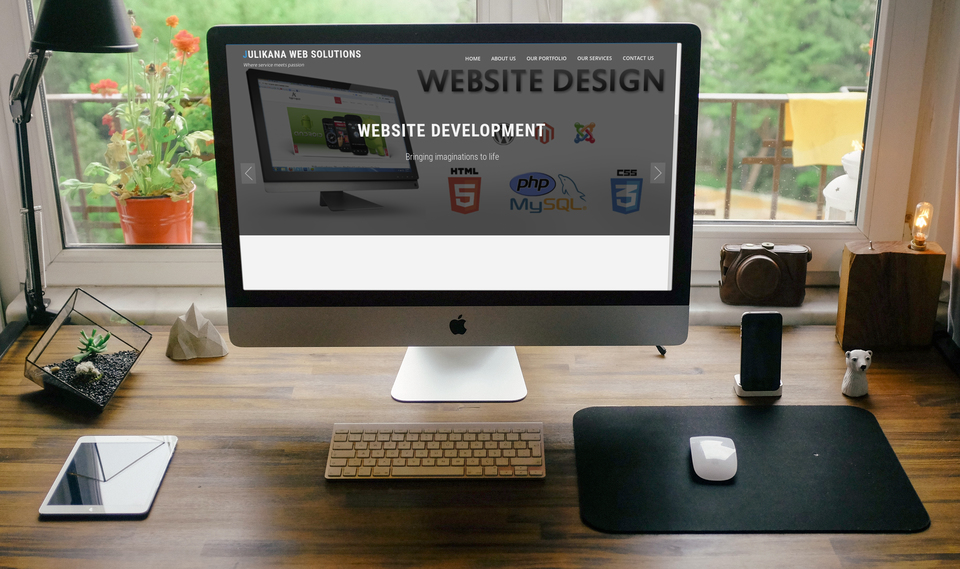 JULIKANA WEB SOLUTIONS
Where service meets passion
HOME ABOUT US OUR PORTFOLIO OUR SERVICES CONTACT US
WEBSITE DESIGN
WEBSITE DEVELOPMENT
Bringing imaginations to life
HTML
5
php
MySQL
CSS
3